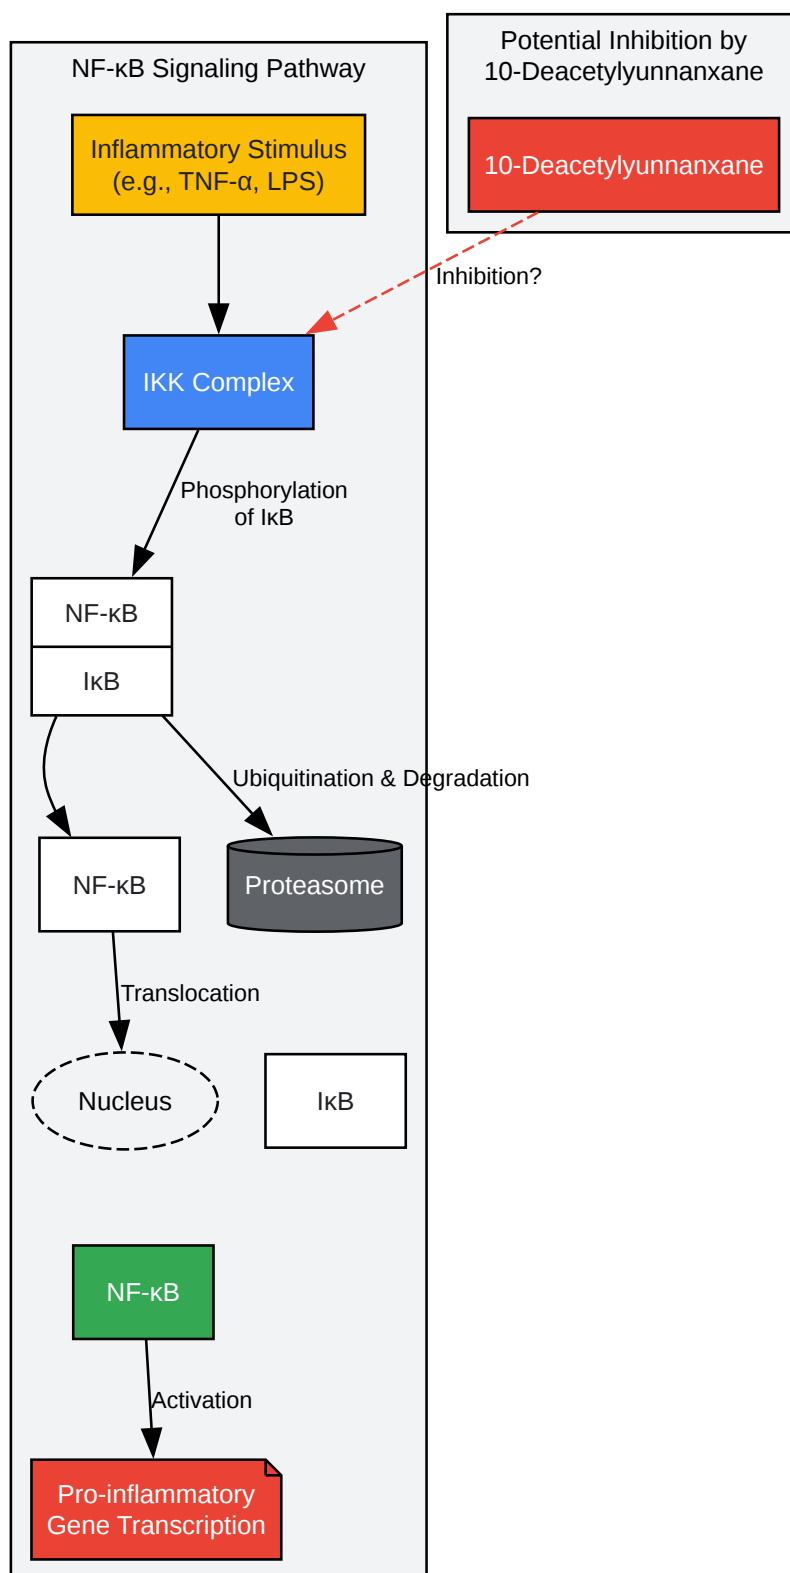 NF-κB Signaling Pathway
Potential Inhibition by
10-Deacetylyunnanxane
Inflammatory Stimulus
(e.g., TNF-α, LPS)
10-Deacetylyunnanxane
Inhibition?
IKK Complex
Phosphorylation
of IκB
NF-κB
IκB
Ubiquitination & Degradation
NF-κB
Proteasome
Translocation
Nucleus
IκB
NF-κB
Activation
Pro-inflammatory
Gene Transcription